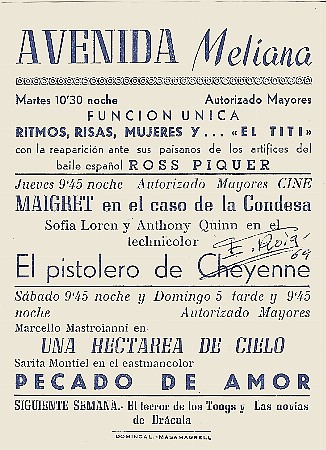 AVENIDA Meliana
Martes 10'30 noche Autorizado Mayores
FUNCION UNICA
RITMOS, RISAS, MUJERES Y... «EL TITI»
con la reaparición ante sus paisanos de los artífices del
baile español ROSS PIQUER
Jueves 9'45 noche Autorizado Mayores CINE
MAIGRET en el caso de la Condesa
Sofia Loren y Anthony Quinn en el
technicolor
El pistolero de Cheyenne
Sábado 9'45 noche y Domingo 5 tarde y 9'45
noche Autorizado Mayores
Marcello Mastroianni en
UNA HECTAREA DE CIELO
Sarita Montiel en el eastmancolor
PECADO DE AMOR
SIGUIENTE SEMANA.- El terror de los Tongs y Las novias
de Drácula
DOMINGAL.-MASAMAGRELL